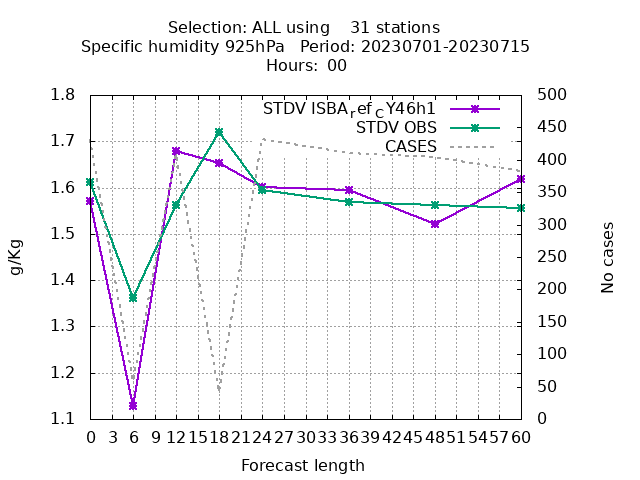 Selection: ALL using    31 stations
Specific humidity 925hPa   Period: 20230701-20230715
Hours: 00
STDV ISBA_ref_CY46h1
STDV OBS
CASES
1.8
1.7
1.6
1.5
1.4
1.3
1.2
1.1
g/Kg
500
450
400
350
300
250
200
150
100
50
0
No cases
0 3 6 9 12 15 18 21 24 27 30 33 36 39 42 45 48 51 54 57 60
Forecast length